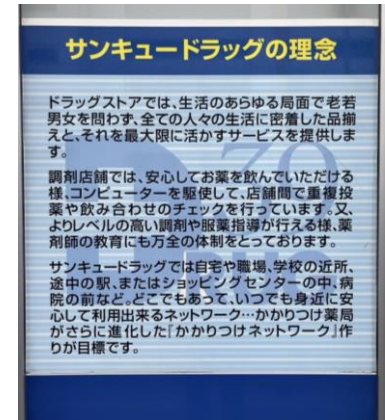 サンキュードラッグの理念
ドラッグストアでは、生活のあらゆる局面で老若
男女を問わず、全ての人々の生活に密着した品揃
えと、それを最大限に活かすサービスを提供しま
す。
調剤店舗では、安心してお薬を飲んでいただける
様、コンピューターを駆使して、店舗間で重複投
薬や飲み合わせのチェックを行っています。又、
よりレベルの高い調剤や服薬指導が行える様、薬
剤師の教育にも万全の体制をとっております。
サンキュードラッグでは自宅や職場、学校の近所、
途中の駅、またはショッピングセンターの中、病
院の前など。どこでもあって、いつでも身近に安
心して利用出来るネットワーク…かかりつけ薬局
がさらに進化した『かかりつけネットワーク』作
りが目標です。